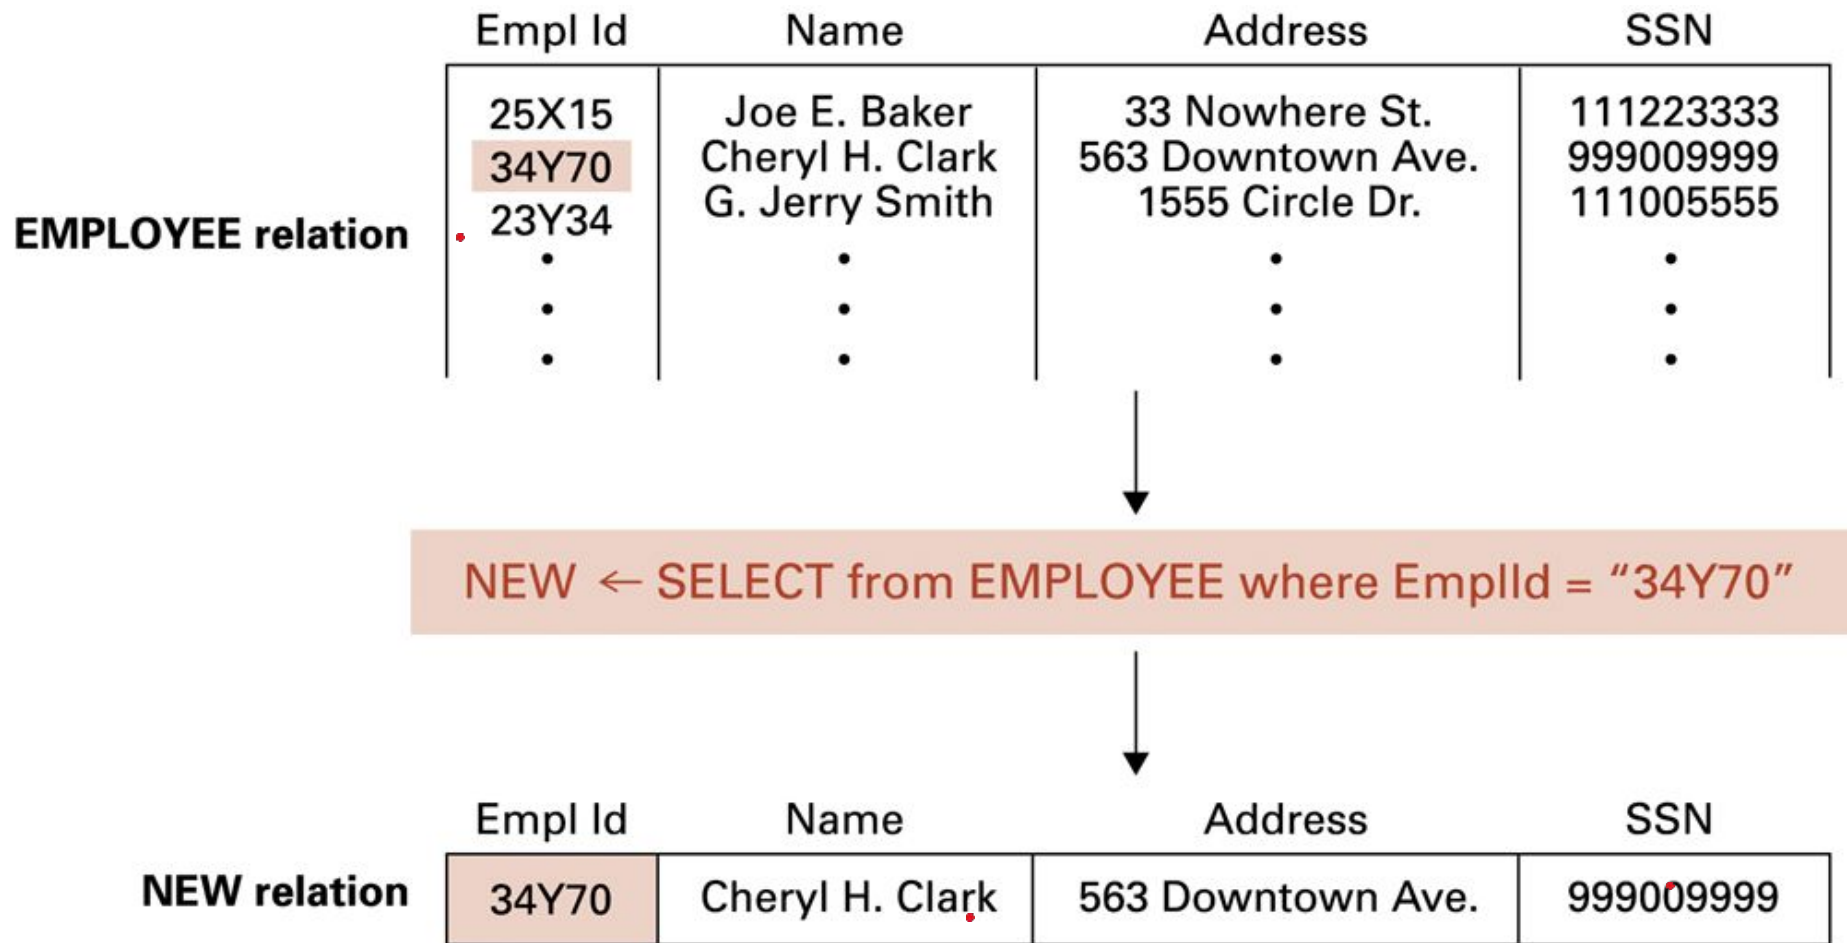 Empl Id Name Address SSN
25X15 Joe E. Baker 33 Nowhere St. 111223333
34Y70 Cheryl H. Clark 563 Downtown Ave. 999009999
23Y34 G. Jerry Smith 1555 Circle Dr. 111005555
EMPLOYEE relation
NEW ← SELECT from EMPLOYEE where EmplId = “34Y70”
Empl Id Name Address SSN
NEW relation 34Y70 Cheryl H. Clark 563 Downtown Ave. 999009999